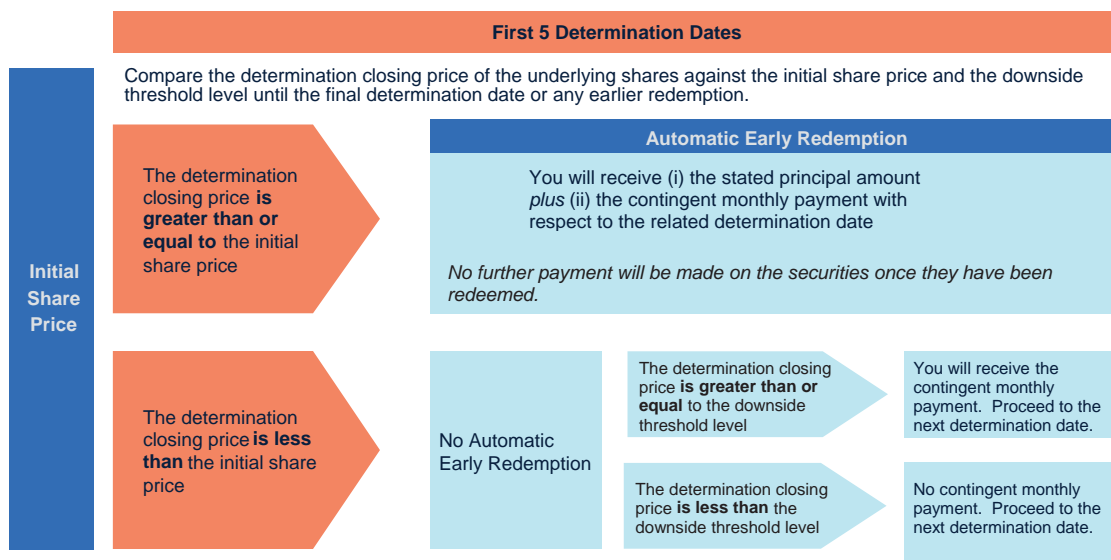 First 5 Determination Dates
Compare the determination closing price of the underlying shares against the initial share price and the downside
threshold level until the final determination date or any earlier redemption.
Initial
Share
Price
The determination
closing price is
greater than or
equal to the initial
share price
Automatic Early Redemption
You will receive (i) the stated principal amount
plus (ii) the contingent monthly payment with
respect to the related determination date
No further payment will be made on the securities once they have been
redeemed.
The determination
closing price is less
than the initial share
price
No Automatic
Early Redemption
The determination closing
price is greater than or
equal to the downside
threshold level
You will receive the
contingent monthly
payment.  Proceed to the
next determination date.
The determination closing
price is less than the
downside threshold level
No contingent monthly
payment.  Proceed to the
next determination date.